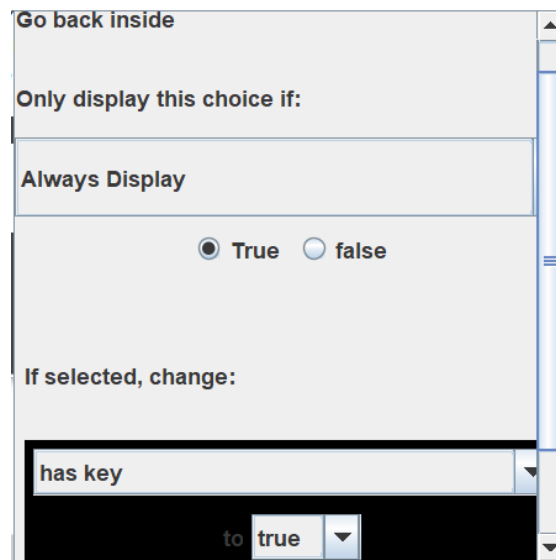 Go back inside
Only display this choice if:
Always Display
True false
If selected, change:
has key
to true